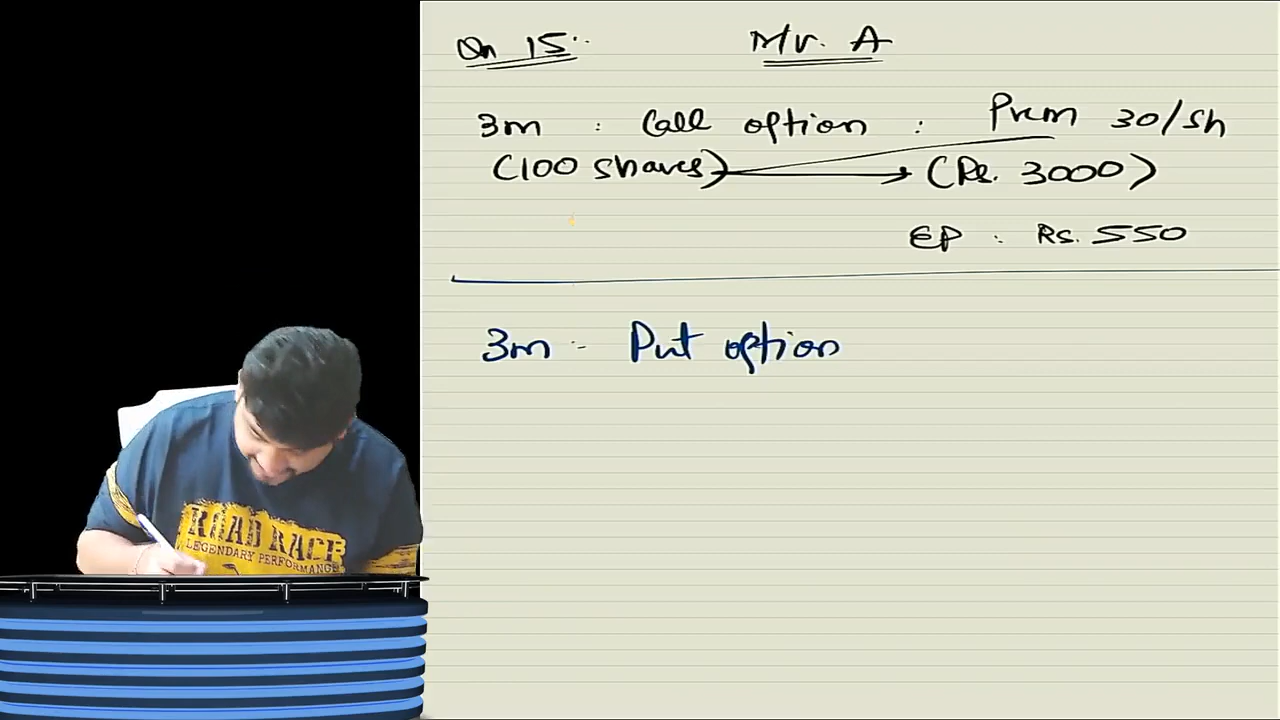 Qn 15:
Mr. A
3m : Call option : Prem 30/sh
(100 shares) (Rs. 3000)
EP : Rs. 550
3m :- Put option
ROAD RACE
LEGENDARY PERFORMANCE